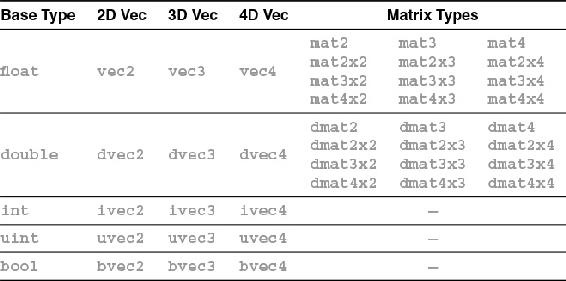 Base Type 2D Vec 3D Vec 4D Vec Matrix Types
mat2 mat3 mat4
float vec2 vec3 vec4 mat2x2 mat2x3 mat2x4
mat3x2 mat3x3 mat3x4
mat4x2 mat4x3 mat4x4
dmat2 dmat3 dmat4
double dvec2 dvec3 dvec4 dmat2x2 dmat2x3 dmat2x4
dmat3x2 dmat3x3 dmat3x4
dmat4x2 dmat4x3 dmat4x4
int ivec2 ivec3 ivec4 —
uint uvec2 uvec3 uvec4 —
bool bvec2 bvec3 bvec4 —